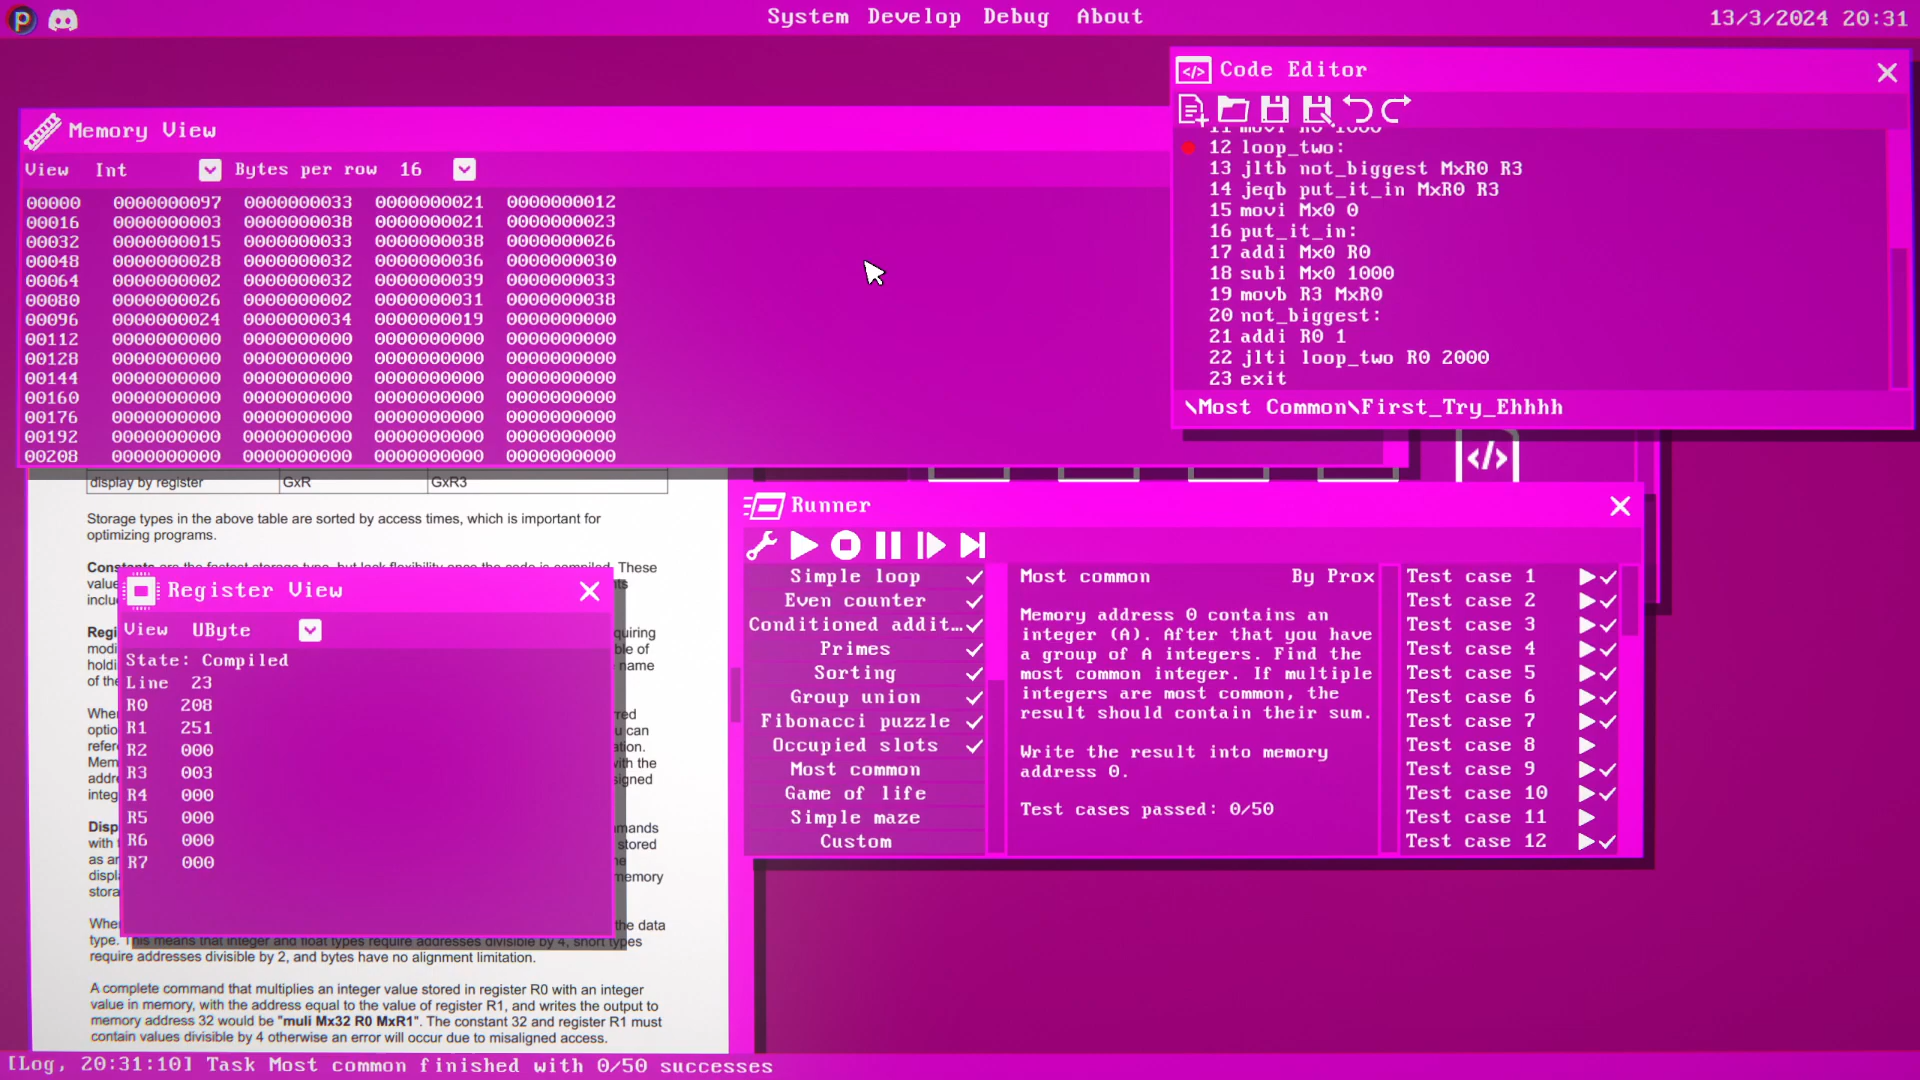 System Develop Debug About
13/3/2024 20:31
Memory View
View Int Bytes per row 16
00000 0000000097 0000000033 0000000021 0000000012
00016 0000000003 0000000038 0000000021 0000000023
00032 0000000015 0000000033 0000000038 0000000026
00048 0000000028 0000000032 0000000036 0000000030
00064 0000000002 0000000032 0000000039 0000000033
00080 0000000026 0000000002 0000000031 0000000038
00096 0000000024 0000000034 0000000019 0000000000
00112 0000000000 0000000000 0000000000 0000000000
00128 0000000000 0000000000 0000000000 0000000000
00144 0000000000 0000000000 0000000000 0000000000
00160 0000000000 0000000000 0000000000 0000000000
00176 0000000000 0000000000 0000000000 0000000000
00192 0000000000 0000000000 0000000000 0000000000
00208 0000000000 0000000000 0000000000 0000000000
Code Editor
11 movi R0 1000
12 loop_two:
13 jltb not_biggest MxR0 R3
14 jeqb put_it_in MxR0 R3
15 movi Mx0 0
16 put_it_in:
17 addi Mx0 R0
18 subi Mx0 1000
19 movb R3 MxR0
20 not_biggest:
21 addi R0 1
22 jlti loop_two R0 2000
23 exit
\Most Common\First_Try_Ehhhh
display by register GxR GxR3
Storage types in the above table are sorted by access times, which is important for
optimizing programs.
Register View
View UByte
State: Compiled
Line 23
R0 208
R1 251
R2 000
R3 003
R4 000
R5 000
R6 000
R7 000
type. This means that integer and float types require addresses divisible by 4, short types
require addresses divisible by 2, and bytes have no alignment limitation.
A complete command that multiplies an integer value stored in register R0 with an integer
value in memory, with the address equal to the value of register R1, and writes the output to
memory address 32 would be "muli Mx32 R0 MxR1". The constant 32 and register R1 must
contain values divisible by 4 otherwise an error will occur due to misaligned access.
Runner
Simple loop
Even counter
Conditioned addit...
Primes
Sorting
Group union
Fibonacci puzzle
Occupied slots
Most common
Game of life
Simple maze
Custom
Most common By Prox
Memory address 0 contains an
integer (A). After that you have
a group of A integers. Find the
most common integer. If multiple
integers are most common, the
result should contain their sum.
Write the result into memory
address 0.
Test cases passed: 0/50
Test case 1
Test case 2
Test case 3
Test case 4
Test case 5
Test case 6
Test case 7
Test case 8
Test case 9
Test case 10
Test case 11
Test case 12
[Log, 20:31:10] Task Most common finished with 0/50 successes